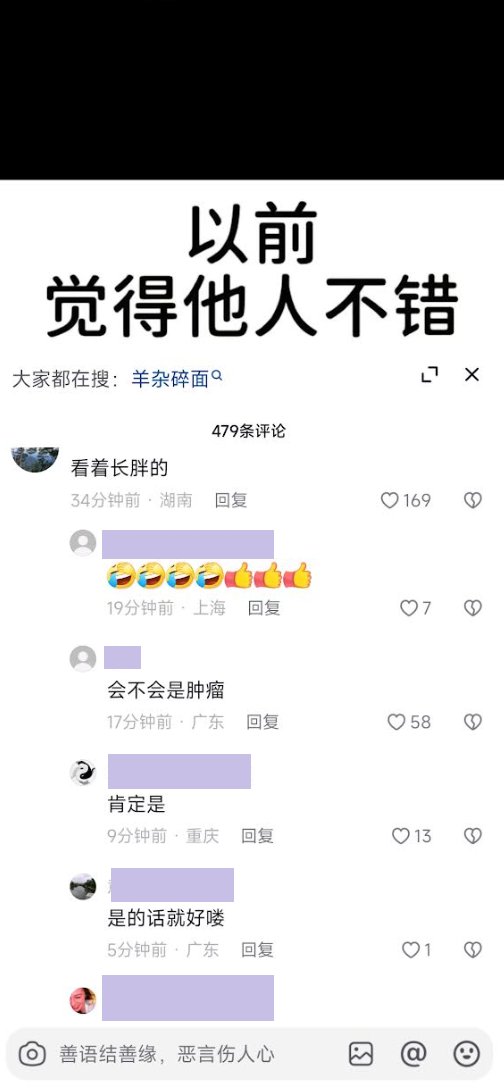 以前
觉得他人不错
大家都在搜：羊杂碎面
479条评论
看着长胖的
34分钟前 · 湖南 回复 169
19分钟前 · 上海 回复 7
会不会是肿瘤
17分钟前 · 广东 回复 58
肯定是
9分钟前 · 重庆 回复 13
是的话就好喽
5分钟前 · 广东 回复 1
善语结善缘，恶言伤人心